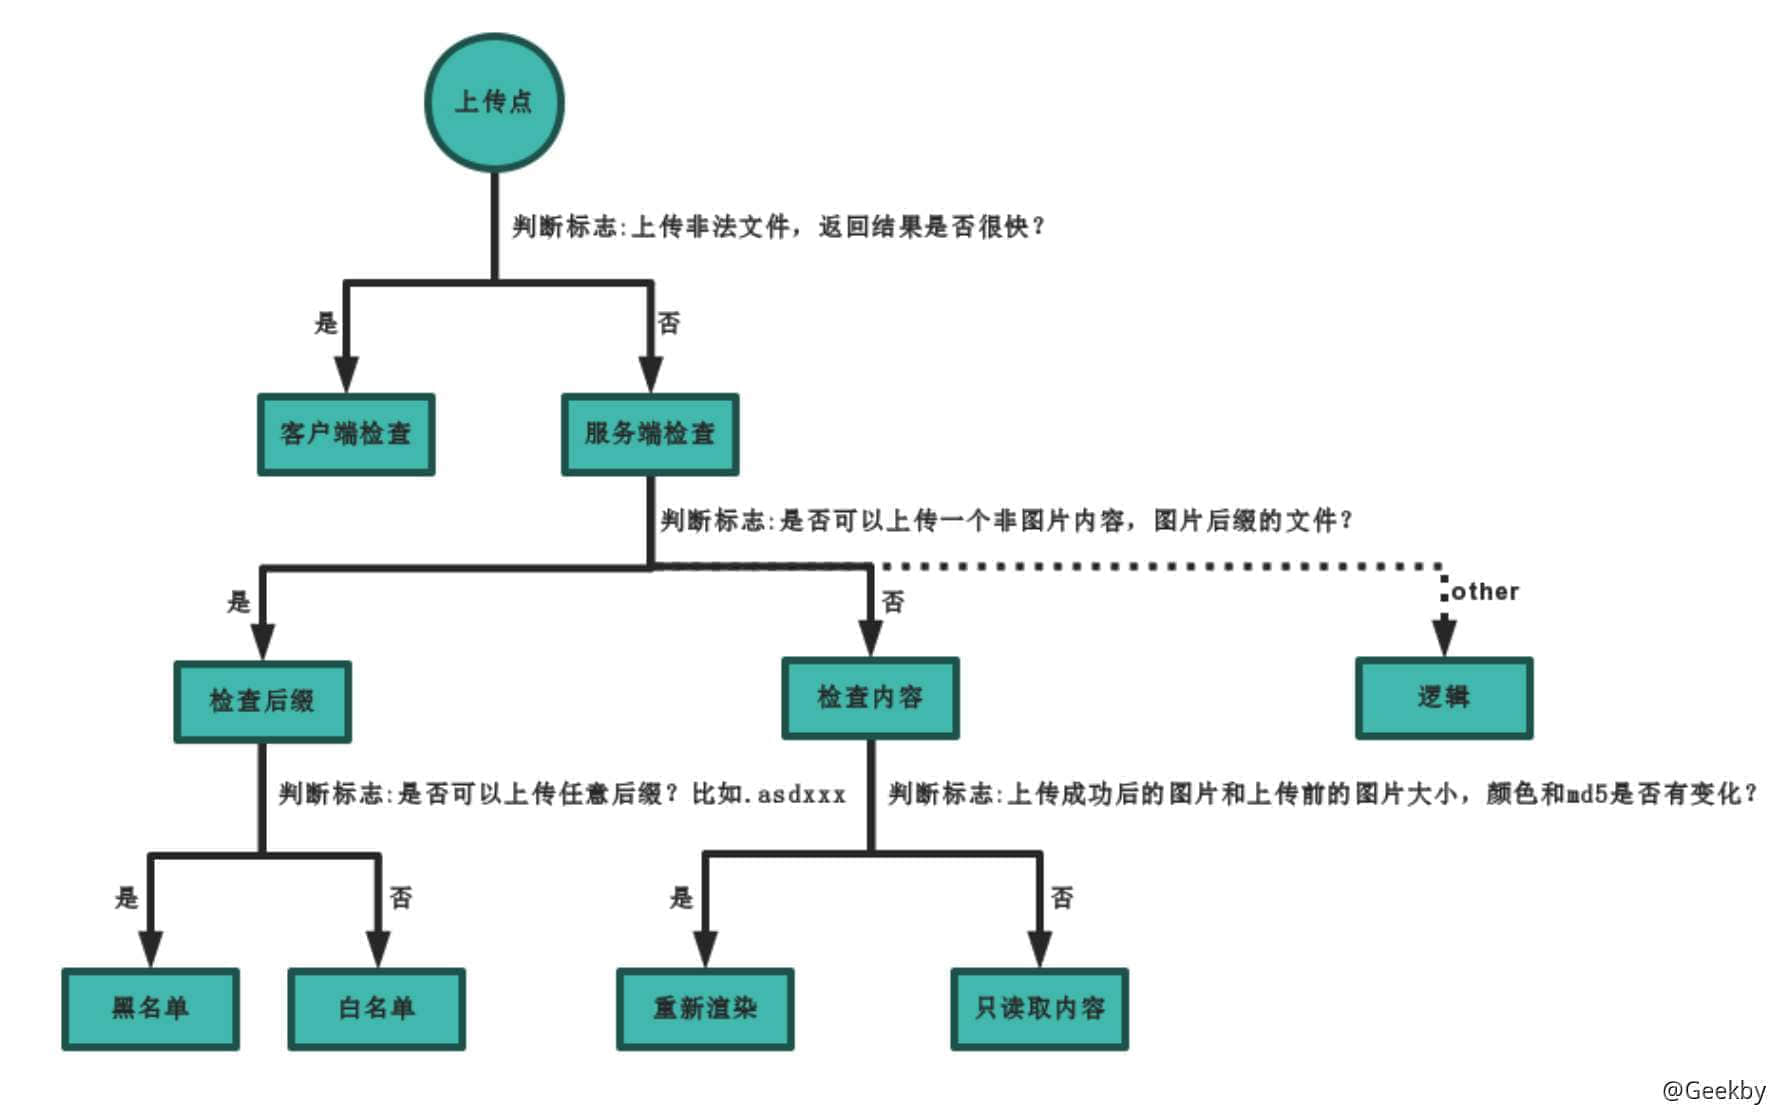 上传点
判断标志:上传非法文件，返回结果是否很快?
是
否
客户端检查
服务端检查
判断标志:是否可以上传一个非图片内容，图片后缀的文件?
是
否
other
检查后缀
检查内容
逻辑
判断标志:是否可以上传任意后缀？比如.asdxxx
判断标志:上传成功后的图片和上传前的图片大小，颜色和md5是否有变化?
是
否
是
否
黑名单
白名单
重新渲染
只读取内容
@Geekby